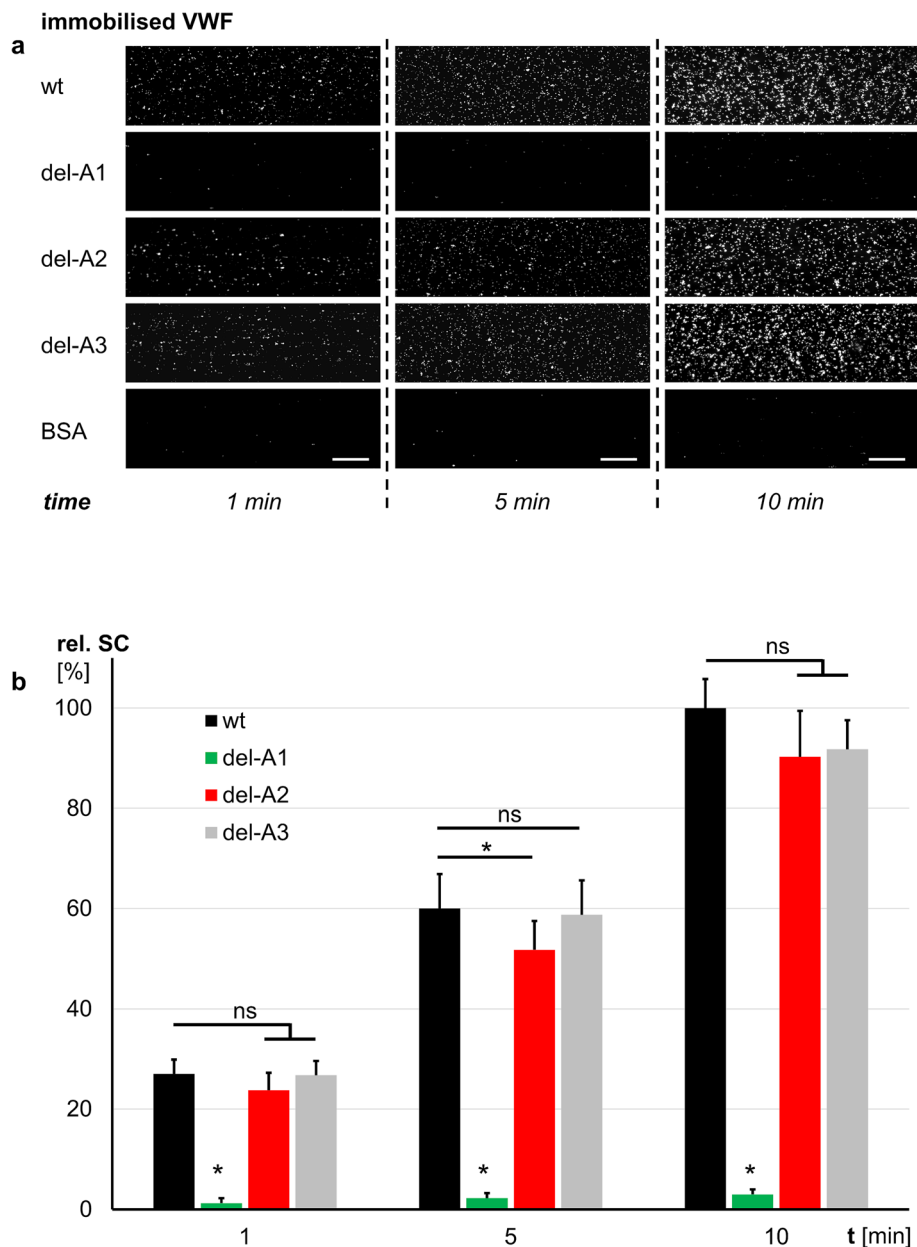 immobilised VWF
a
wt
del-A1
del-A2
del-A3
BSA
time 1 min 5 min 10 min
rel. SC
[%]
b
ns
100
wt
del-A1
del-A2
del-A3
80
ns
*
60
40
ns
20
* * *
0
1 5 10 t [min]